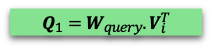 Q₁ = W_query.V_i^T